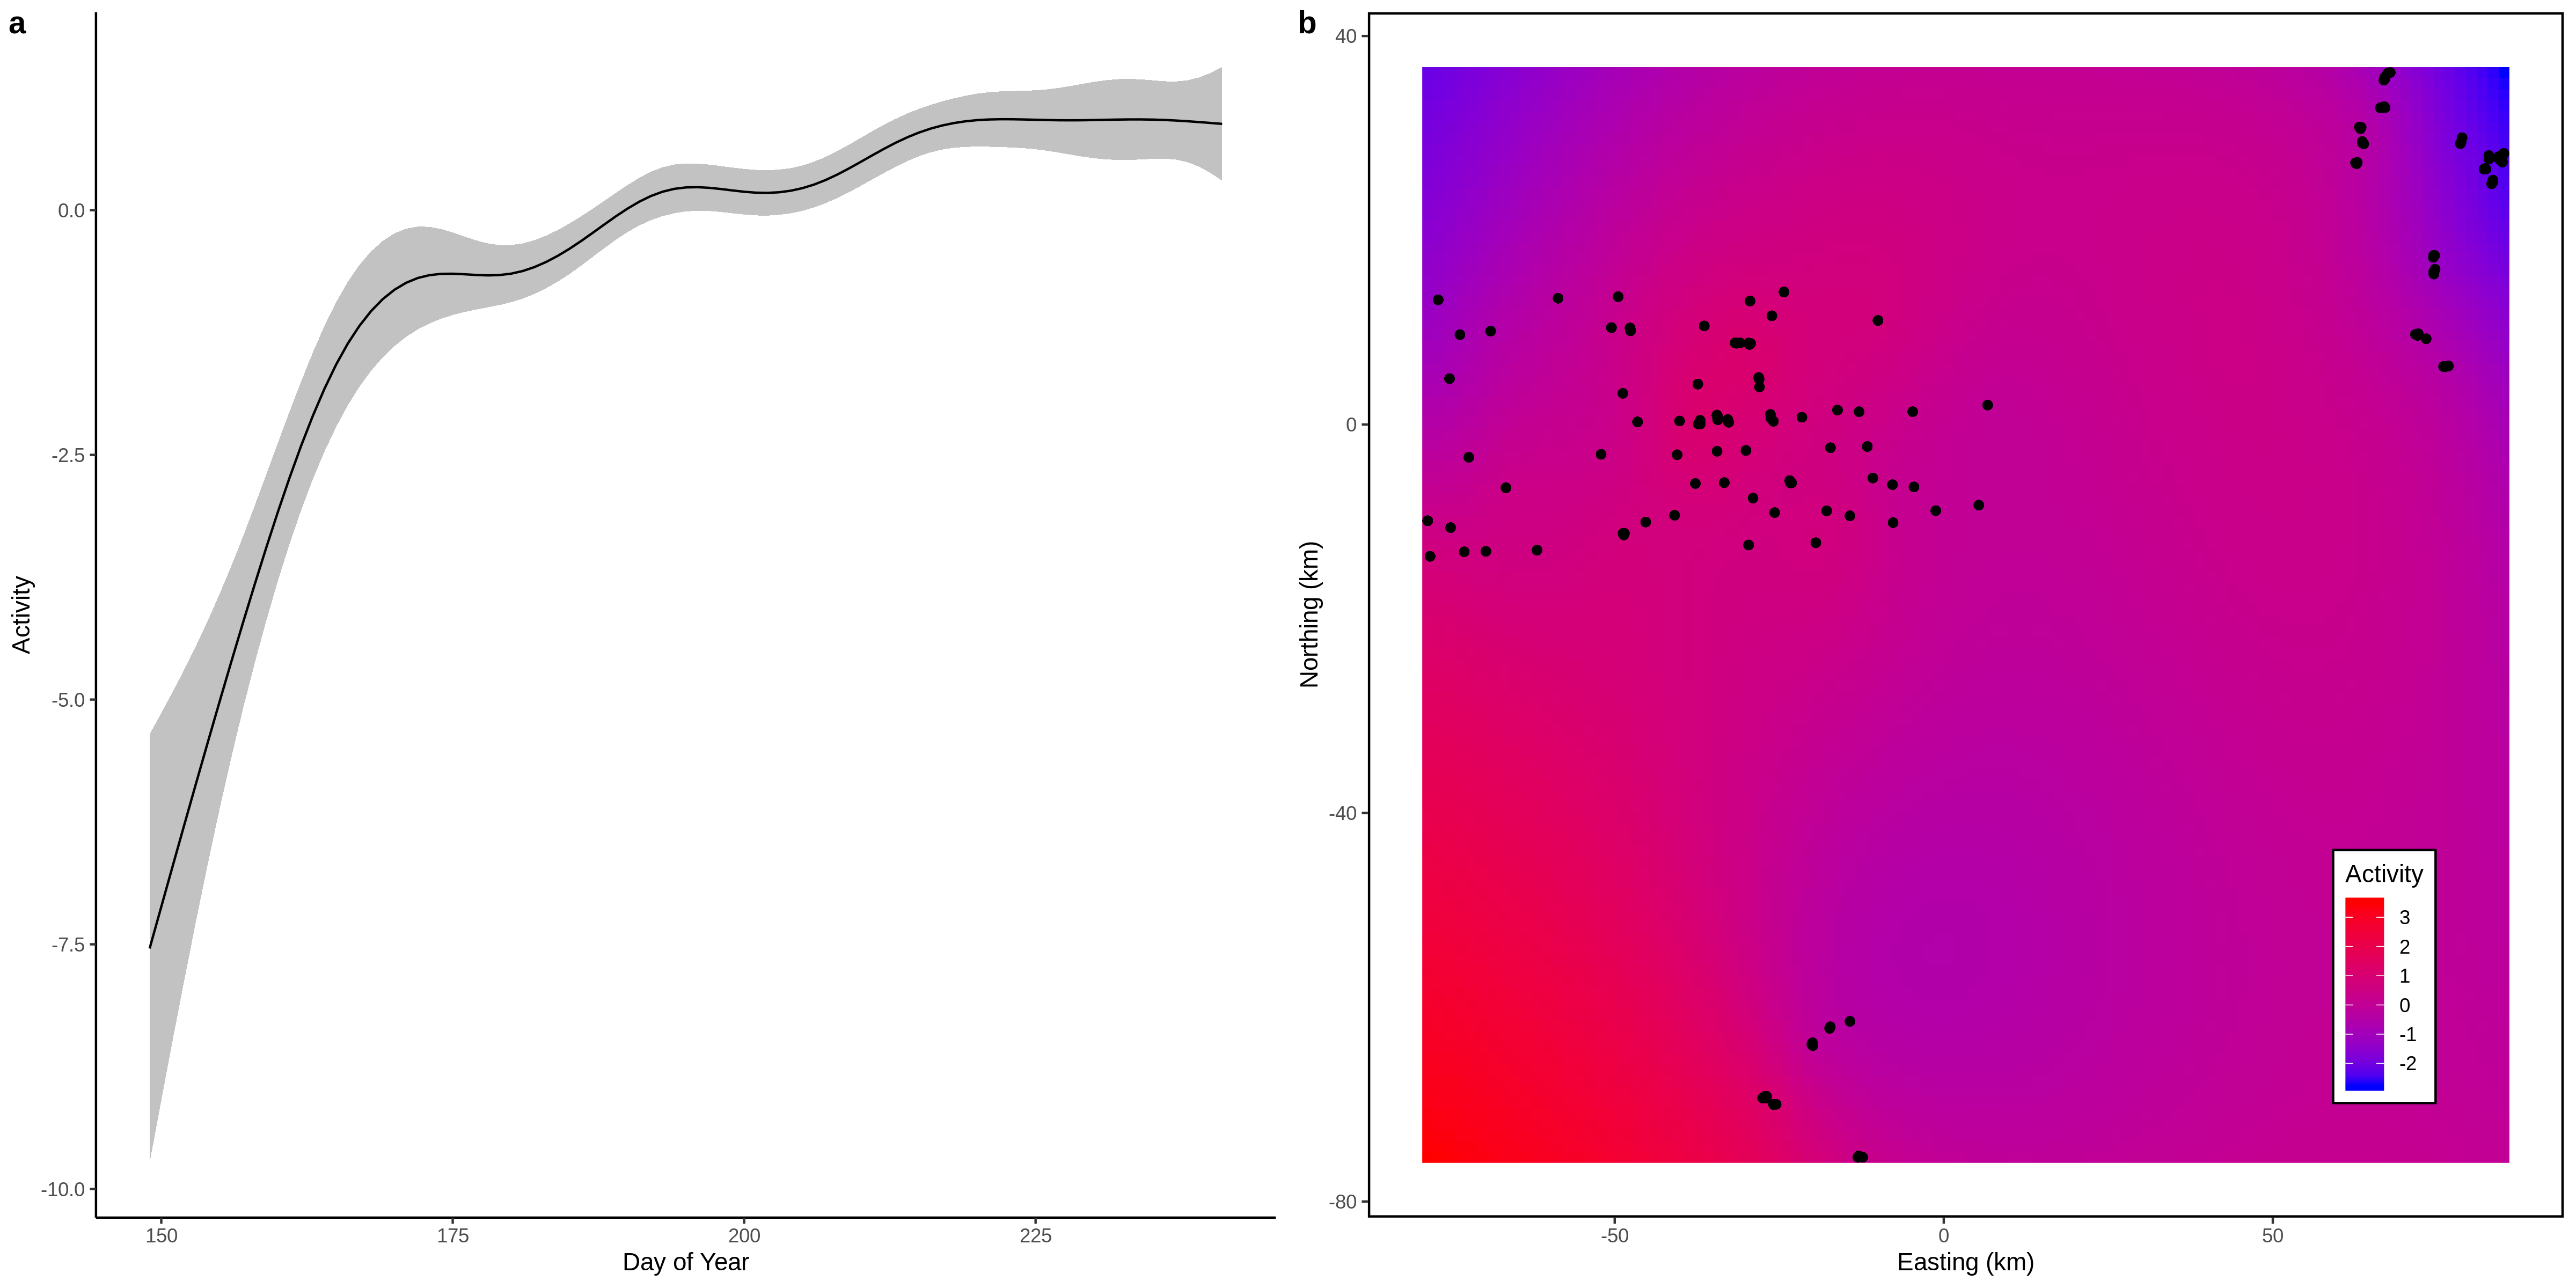 a
Activity
0.0
-2.5
-5.0
-7.5
-10.0
150 175 200 225
Day of Year
b
Northing (km)
40
0
-40
-80
-50 0 50
Easting (km)
Activity
3
2
1
0
-1
-2